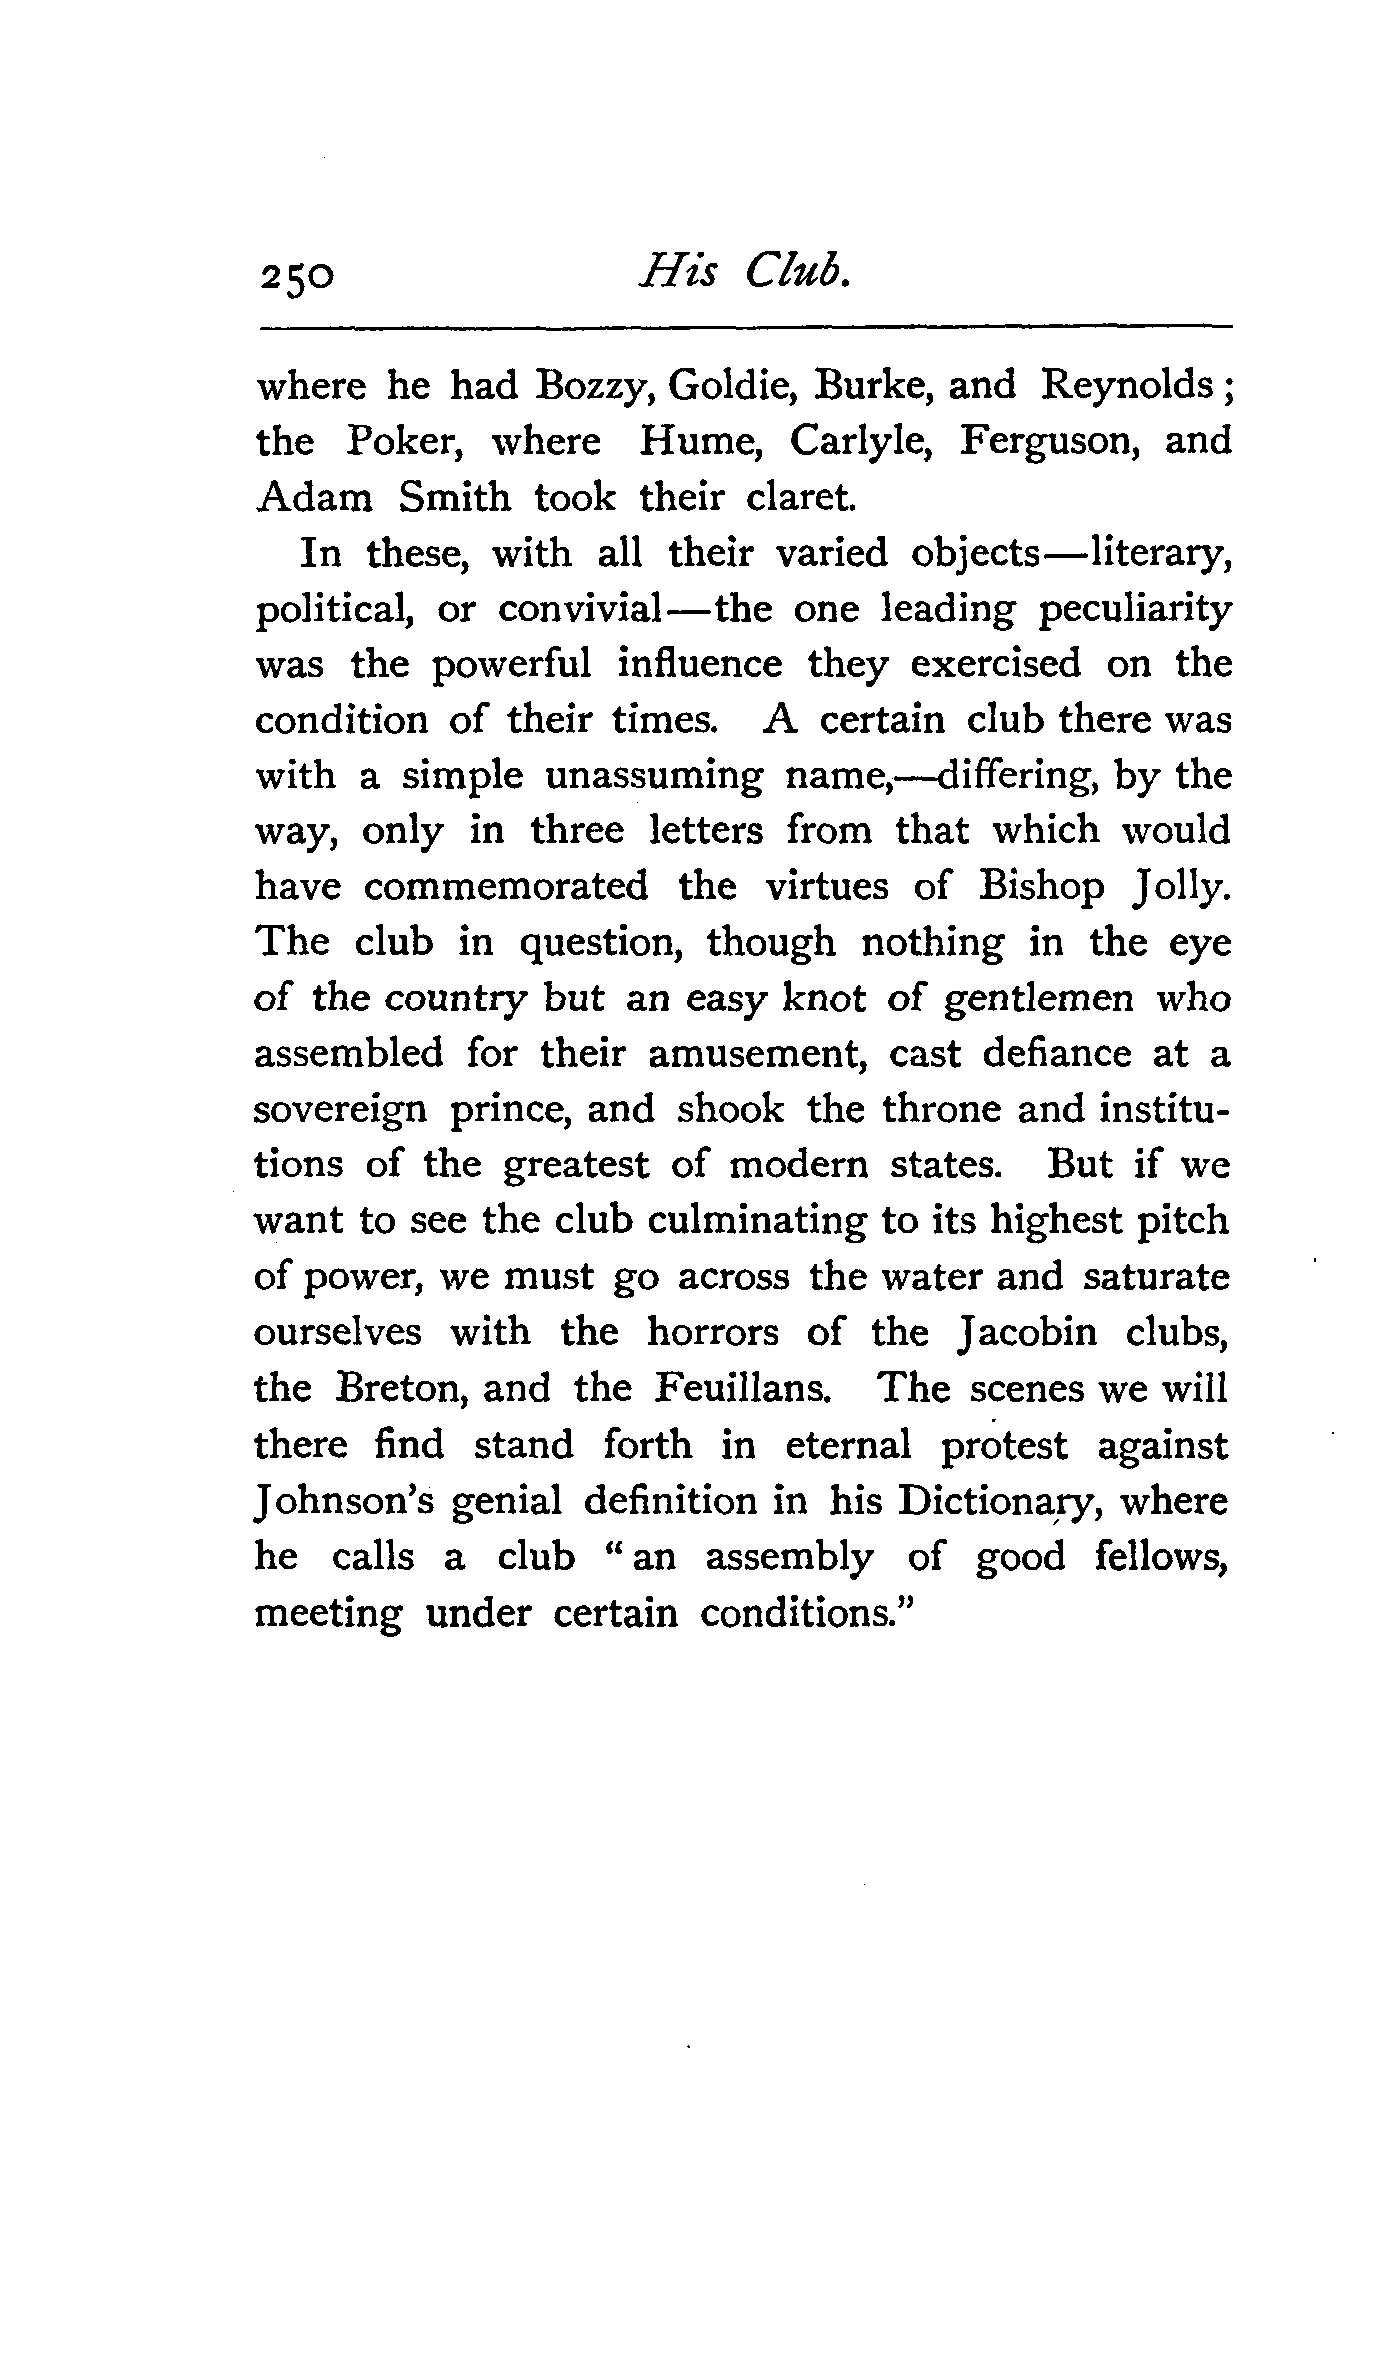 250 His Club.
where he had Bozzy, Goldie, Burke, and Reynolds ;
the Poker, where Hume, Carlyle, Ferguson, and
Adam Smith took their claret.
In these, with all their varied objects—literary,
political, or convivial—the one leading peculiarity
was the powerful influence they exercised on the
condition of their times. A certain club there was
with a simple unassuming name,—differing, by the
way, only in three letters from that which would
have commemorated the virtues of Bishop Jolly.
The club in question, though nothing in the eye
of the country but an easy knot of gentlemen who
assembled for their amusement, cast defiance at a
sovereign prince, and shook the throne and institu-
tions of the greatest of modern states. But if we
want to see the club culminating to its highest pitch
of power, we must go across the water and saturate
ourselves with the horrors of the Jacobin clubs,
the Breton, and the Feuillans. The scenes we will
there find stand forth in eternal protest against
Johnson's genial definition in his Dictionary, where
he calls a club “ an assembly of good fellows,
meeting under certain conditions.”